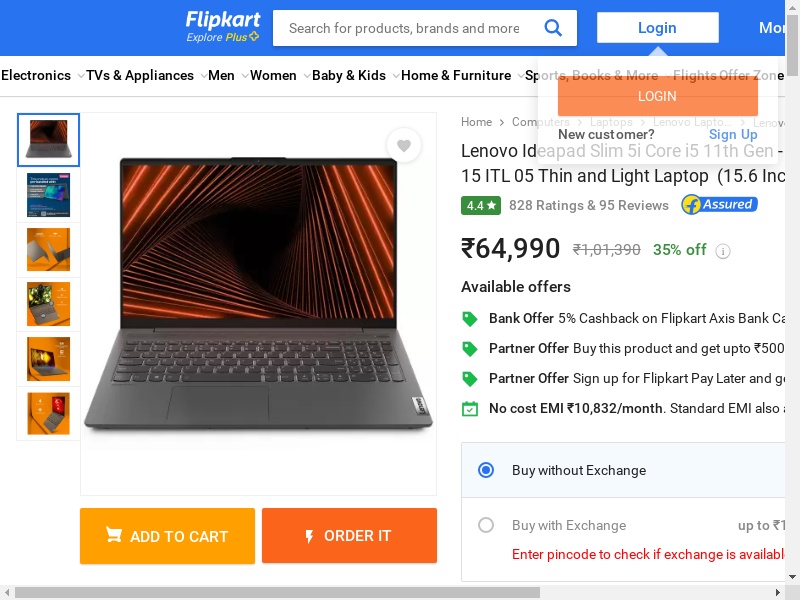 Flipkart
Explore Plus
Search for products, brands and more
Login
Mor
Electronics
TVs & Appliances
Men
Women
Baby & Kids
Home & Furniture
Sports, Books & More
Flights
Offer Zone
LOGIN
New customer?
Sign Up
Home
Computers
Laptops
Lenovo Lapto...
Lenovo
Lenovo Ideapad Slim 5i Core i5 11th Gen -
15 ITL 05 Thin and Light Laptop (15.6 Inc
4.4
828 Ratings & 95 Reviews
Assured
₹64,990
₹1,01,390
35% off
i
Available offers
Bank Offer 5% Cashback on Flipkart Axis Bank Ca
Partner Offer Buy this product and get upto ₹500
Partner Offer Sign up for Flipkart Pay Later and ge
No cost EMI ₹10,832/month. Standard EMI also a
Buy without Exchange
Buy with Exchange
up to ₹1
Enter pincode to check if exchange is availabl
ADD TO CART
ORDER IT